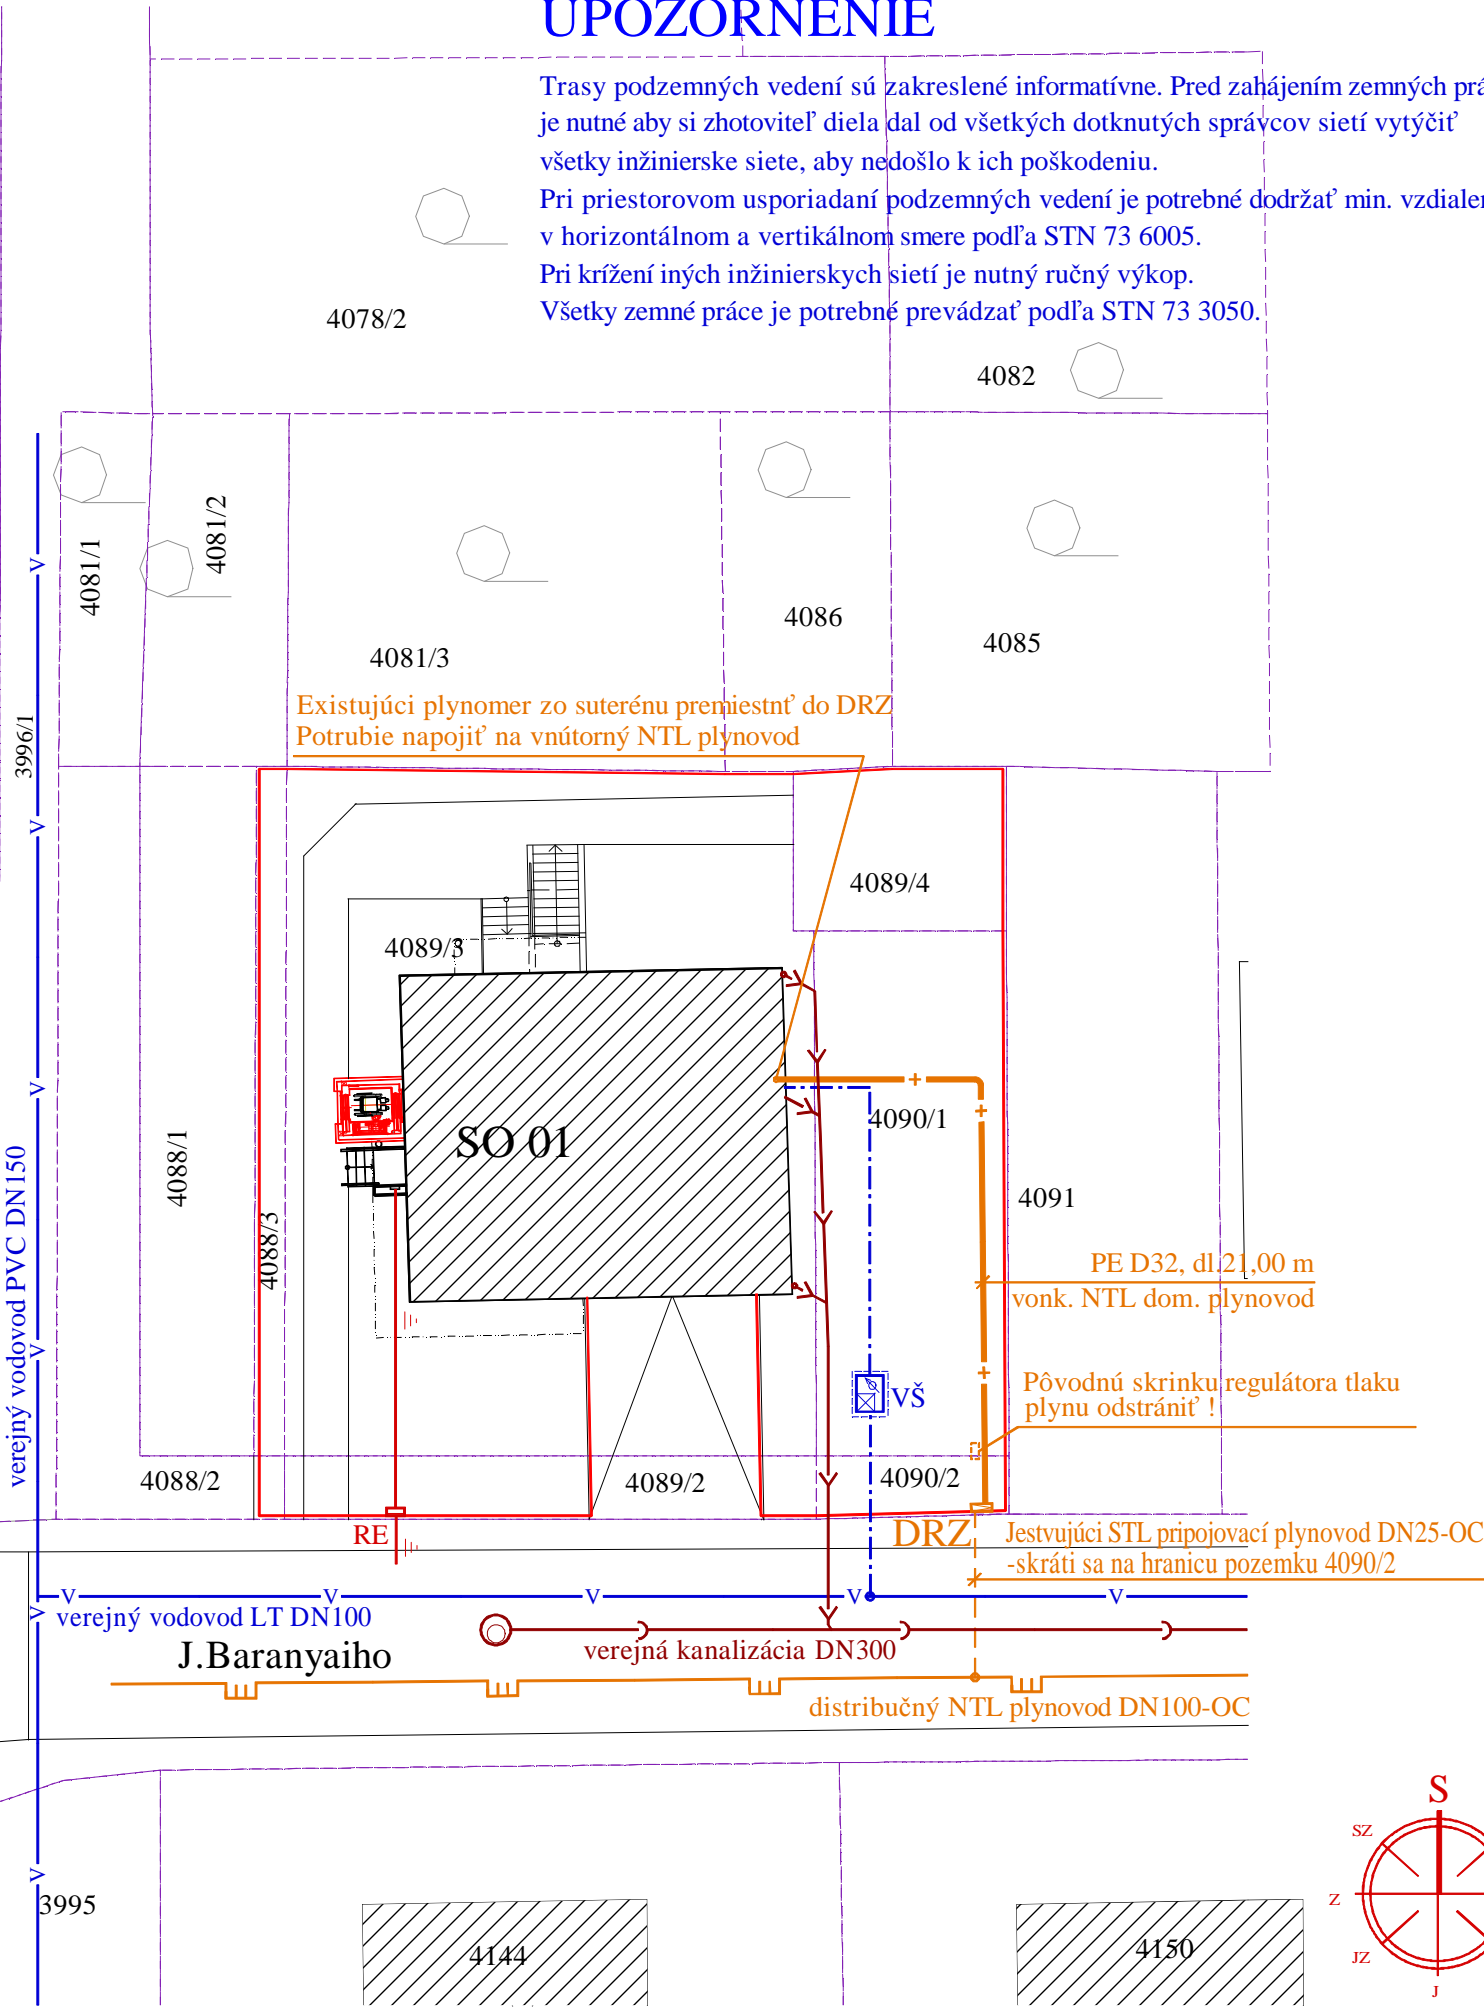 UPOZORNENIE
Trasy podzemných vedení sú zakreslené informatívne. Pred zahájením zemných prá
je nutné aby si zhotoviteľ diela dal od všetkých dotknutých správcov sietí vytýčiť
všetky inžinierske siete, aby nedošlo k ich poškodeniu.
Pri priestorovom usporiadaní podzemných vedení je potrebné dodržať min. vzdialen
v horizontálnom a vertikálnom smere podľa STN 73 6005.
Pri krížení iných inžinierskych sietí je nutný ručný výkop.
Všetky zemné práce je potrebné prevádzať podľa STN 73 3050.
4078/2
4082
4081/1
4081/2
4081/3
4086
4085
3996/1
Existujúci plynomer zo suterénu premiestnť do DRZ
Potrubie napojiť na vnútorný NTL plynovod
4089/4
4089/3
4090/1
SO 01
4088/1
4088/3
4091
verejný vodovod PVC DN150
PE D32, dl.21,00 m
vonk. NTL dom. plynovod
VŠ
Pôvodnú skrinku regulátora tlaku
plynu odstrániť !
4088/2
4089/2
4090/2
RE
DRZ
Jestvujúci STL pripojovací plynovod DN25-OC
-skráti sa na hranicu pozemku 4090/2
V
V
V
V
V
V
V
V
V
V
V
verejný vodovod LT DN100
J.Baranyaiho
verejná kanalizácia DN300
distribučný NTL plynovod DN100-OC
S
SZ
Z
JZ
J
3995
4144
4150